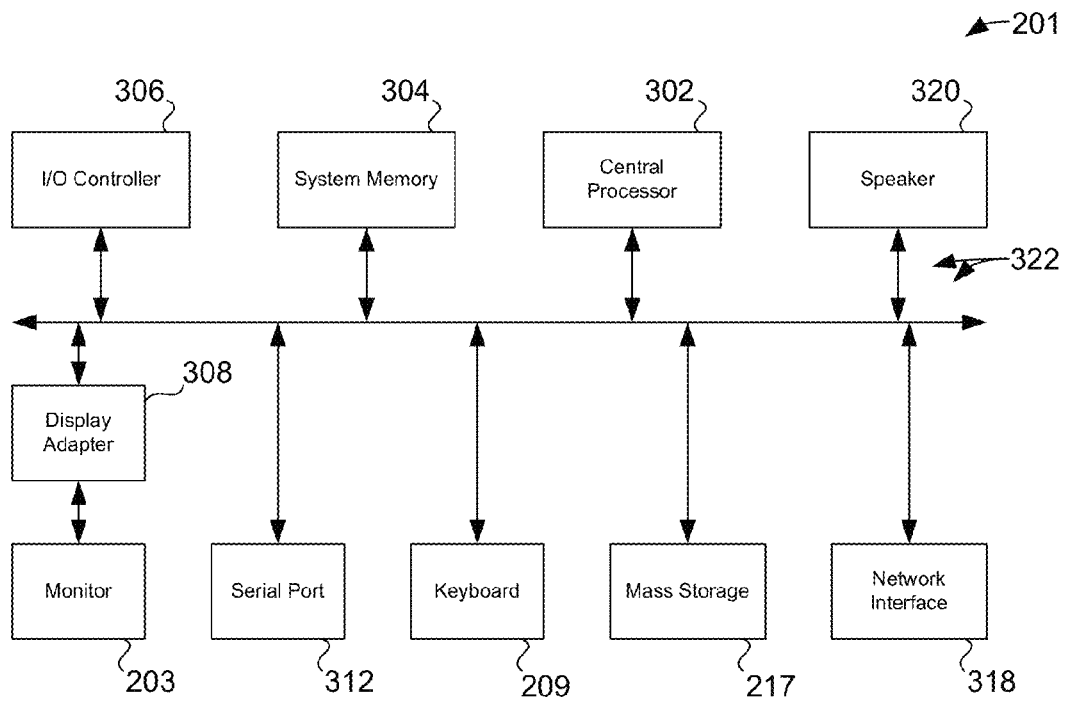 201
306
304
302
320
I/O Controller
System Memory
Central
Processor
Speaker
322
308
Display
Adapter
Monitor
Serial Port
Keyboard
Mass Storage
Network
Interface
203
312
209
217
318